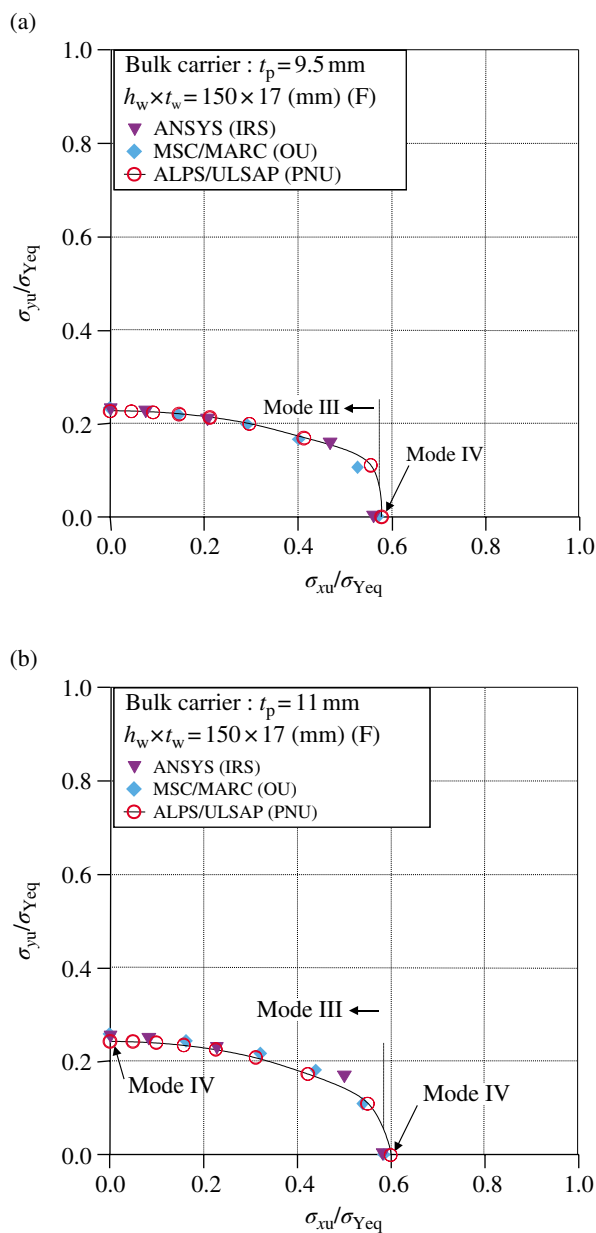 (a)
1.0
Bulk carrier : tp = 9.5 mm
hw × tw = 150 × 17 (mm) (F)
ANSYS (IRS)
MSC/MARC (OU)
ALPS/ULSAP (PNU)
0.8
0.6
σyu/σYeq
0.4
Mode III
0.2
Mode IV
0.0
0.0 0.2 0.4 0.6 0.8 1.0
σxu/σYeq
(b)
1.0
Bulk carrier : tp = 11 mm
hw × tw = 150 × 17 (mm) (F)
ANSYS (IRS)
MSC/MARC (OU)
ALPS/ULSAP (PNU)
0.8
0.6
σyu/σYeq
0.4
Mode III
0.2
Mode IV
Mode IV
0.0
0.0 0.2 0.4 0.6 0.8 1.0
σxu/σYeq